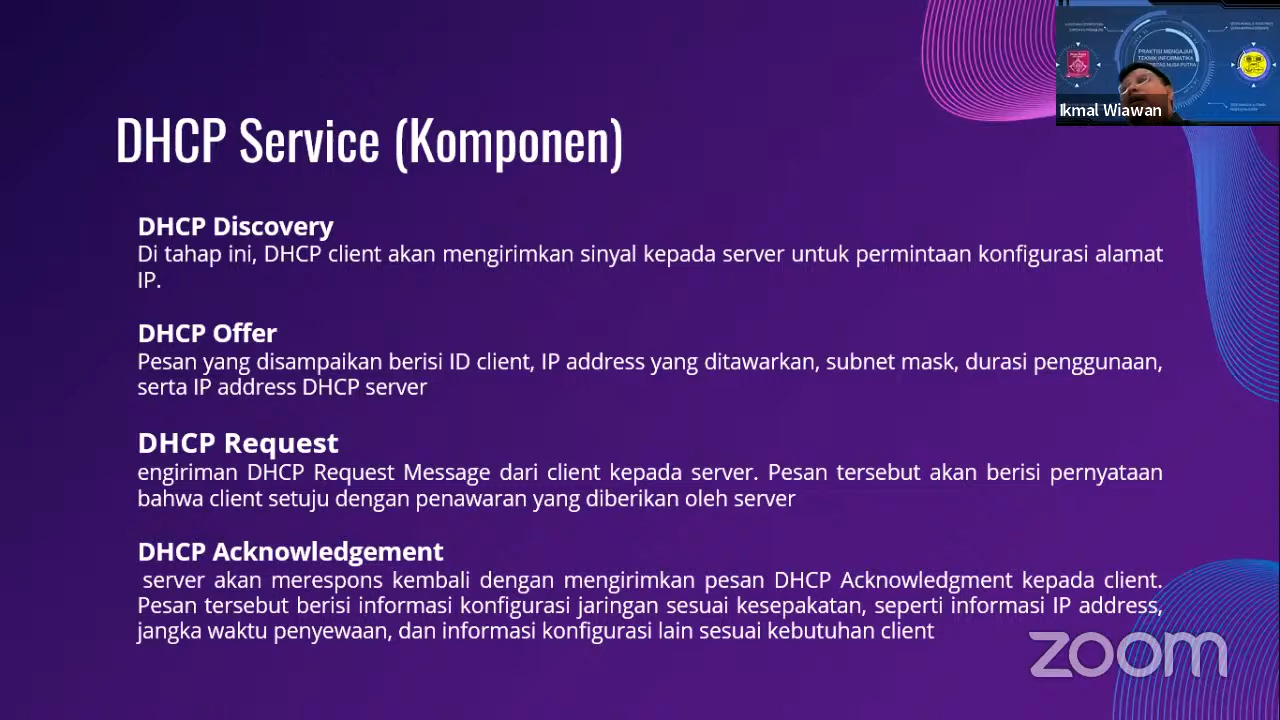 PRAKTISI MENGAJAR
TEKNIK INFORMATIKA
Ikmal Wiawan
DHCP Service (Komponen)
DHCP Discovery
Di tahap ini, DHCP client akan mengirimkan sinyal kepada server untuk permintaan konfigurasi alamat
IP.
DHCP Offer
Pesan yang disampaikan berisi ID client, IP address yang ditawarkan, subnet mask, durasi penggunaan,
serta IP address DHCP server
DHCP Request
engiriman DHCP Request Message dari client kepada server. Pesan tersebut akan berisi pernyataan
bahwa client setuju dengan penawaran yang diberikan oleh server
DHCP Acknowledgement
server akan merespons kembali dengan mengirimkan pesan DHCP Acknowledgment kepada client.
Pesan tersebut berisi informasi konfigurasi jaringan sesuai kesepakatan, seperti informasi IP address,
jangka waktu penyewaan, dan informasi konfigurasi lain sesuai kebutuhan client
zoom